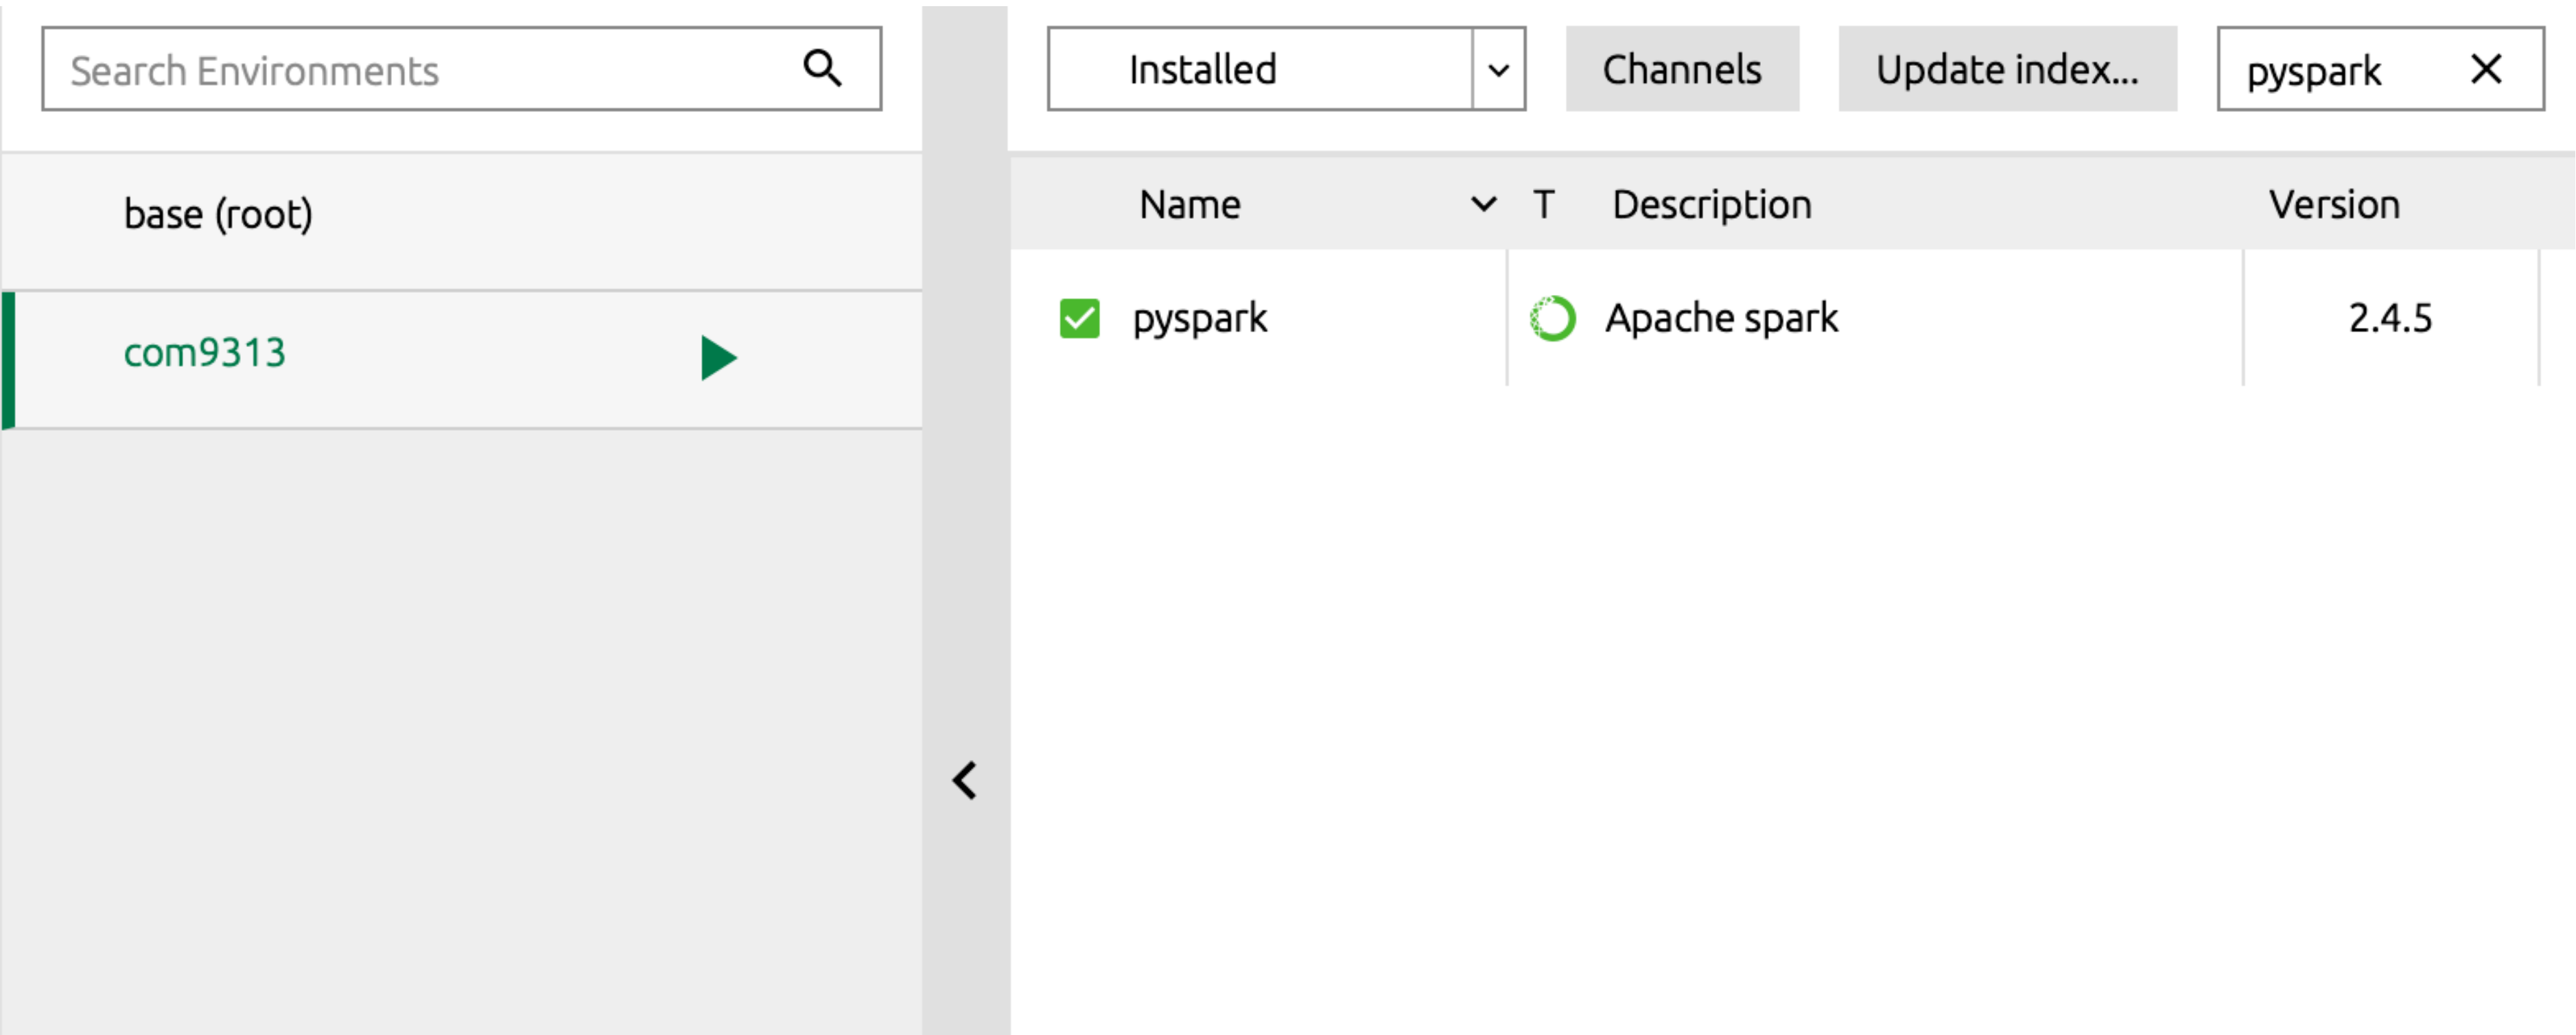 Search Environments
Installed
Channels
Update index...
pyspark
base (root)
com9313
Name
T
Description
Version
pyspark
Apache spark
2.4.5